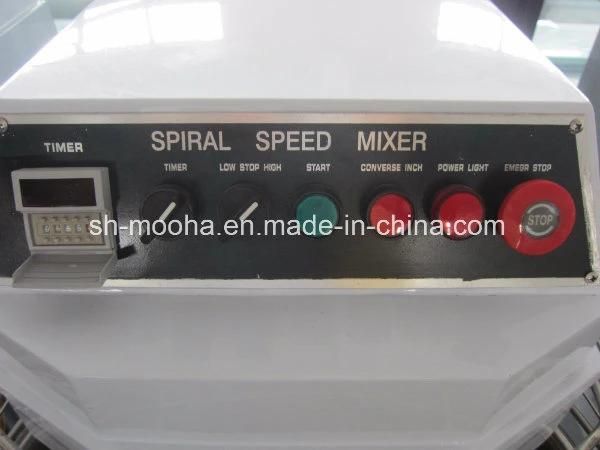 SPIRAL SPEED MIXER
TIMER
TIMER LOW STOP HIGH START CONVERSE INCH POWER LIGHT EMEGR STOP
STOP
sh-mooha.en.made-in-china.com